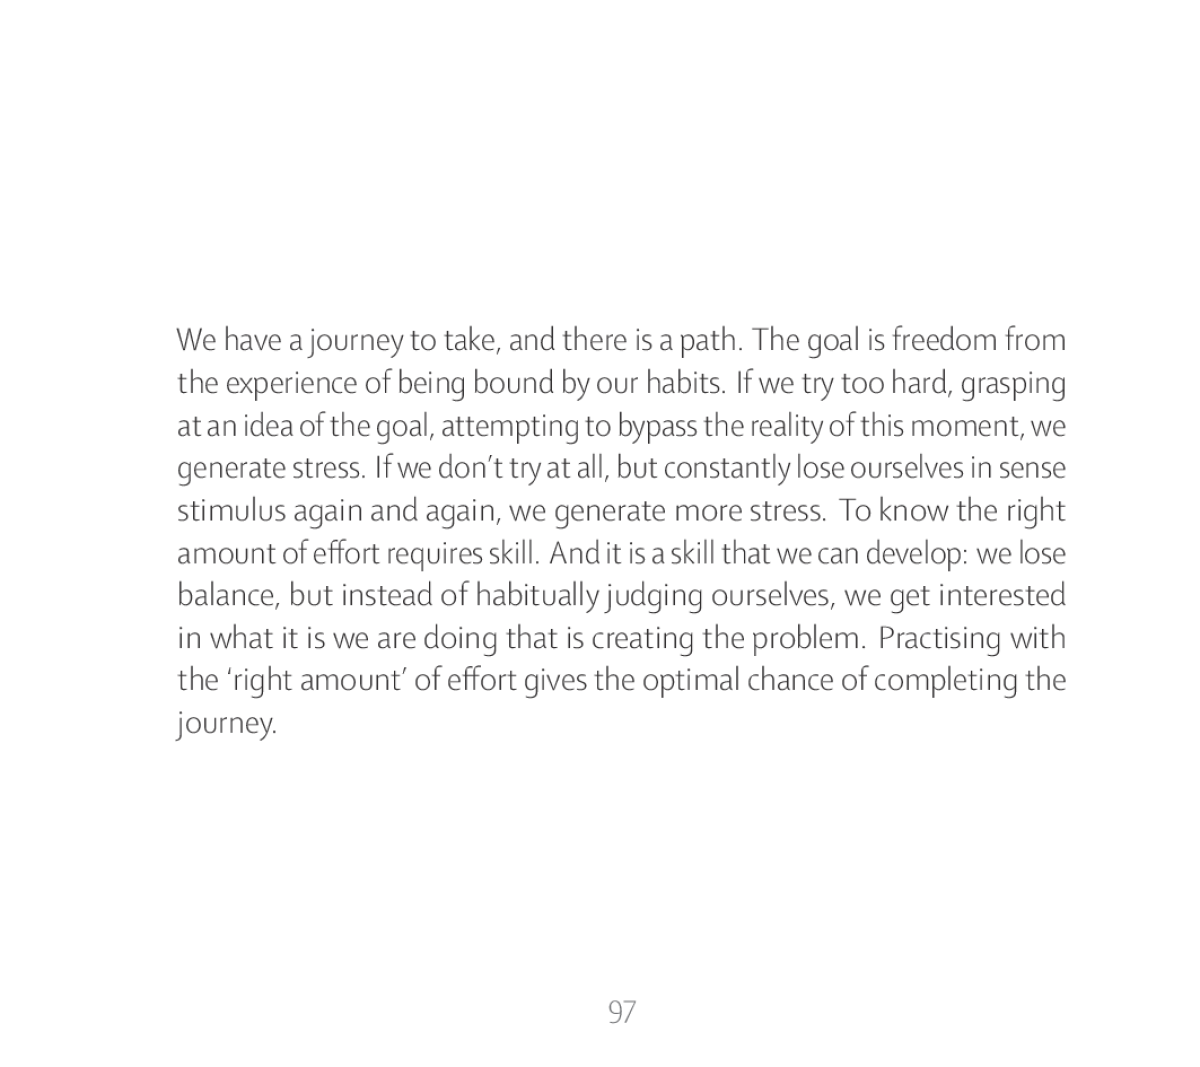 We have a journey to take, and there is a path. The goal is freedom from
the experience of being bound by our habits. If we try too hard, grasping
at an idea of the goal, attempting to bypass the reality of this moment, we
generate stress. If we don’t try at all, but constantly lose ourselves in sense
stimulus again and again, we generate more stress. To know the right
amount of effort requires skill. And it is a skill that we can develop: we lose
balance, but instead of habitually judging ourselves, we get interested
in what it is we are doing that is creating the problem. Practising with
the ‘right amount’ of effort gives the optimal chance of completing the
journey.
97